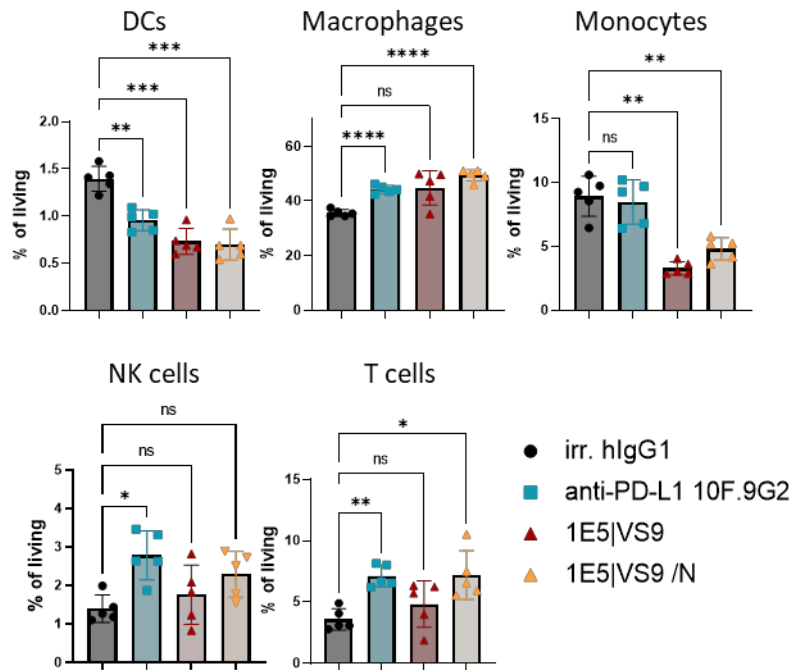 DCs
***
***
**
% of living
2.0
1.5
1.0
0.5
0.0
Macrophages
****
ns
****
% of living
60
40
20
0
Monocytes
**
**
ns
% of living
15
10
5
0
NK cells
ns
ns
*
% of living
5
4
3
2
1
0
T cells
*
ns
**
% of living
15
10
5
0
irr. hIgG1
anti-PD-L1 10F.9G2
1E5|VS9
1E5|VS9 /N